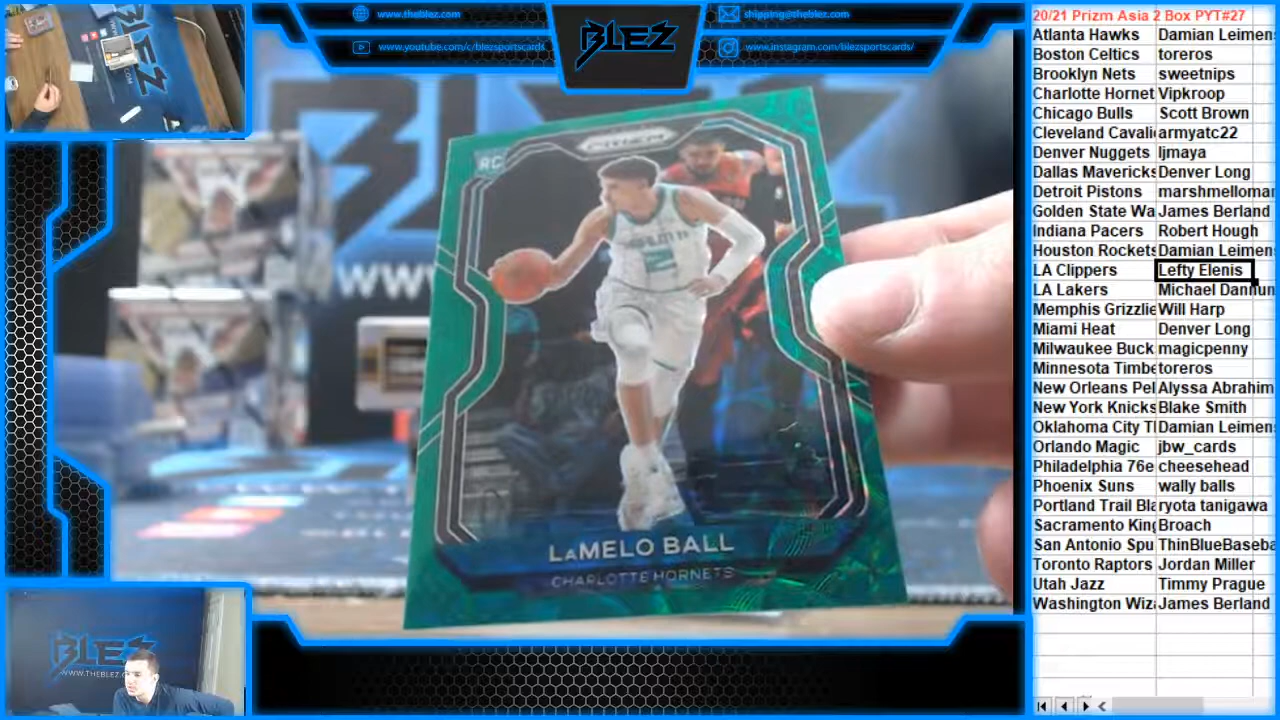 www.theblez.com
shipping@theblez.com
www.youtube.com/c/blezsportscards
BLEZ
www.instagram.com/blezsportscards/
RC
PRIZM
LaMELO BALL
CHARLOTTE HORNETS
BLEZ
WWW.THEBLEZ.COM
20/21 Prizm Asia 2 Box PYT#27
Atlanta Hawks Damian Leimens
Boston Celtics toreros
Brooklyn Nets sweetnips
Charlotte Hornet Vipkroop
Chicago Bulls Scott Brown
Cleveland Cavalie armyatc22
Denver Nuggets ljmaya
Dallas Mavericks Denver Long
Detroit Pistons marshmelloman
Golden State Wa James Berland
Indiana Pacers Robert Hough
Houston Rockets Damian Leimens
LA Clippers Lefty Elenis
LA Lakers Michael Dannun
Memphis Grizzlie Will Harp
Miami Heat Denver Long
Milwaukee Buck magicpenny
Minnesota Timbe toreros
New Orleans Pel Alyssa Abrahim
New York Knicks Blake Smith
Oklahoma City T Damian Leimens
Orlando Magic jbw_cards
Philadelphia 76e cheesehead
Phoenix Suns wally balls
Portland Trail Bla ryota tanigawa
Sacramento King Broach
San Antonio Spu ThinBlueBaseba
Toronto Raptors Jordan Miller
Utah Jazz Timmy Prague
Washington Wiza James Berland